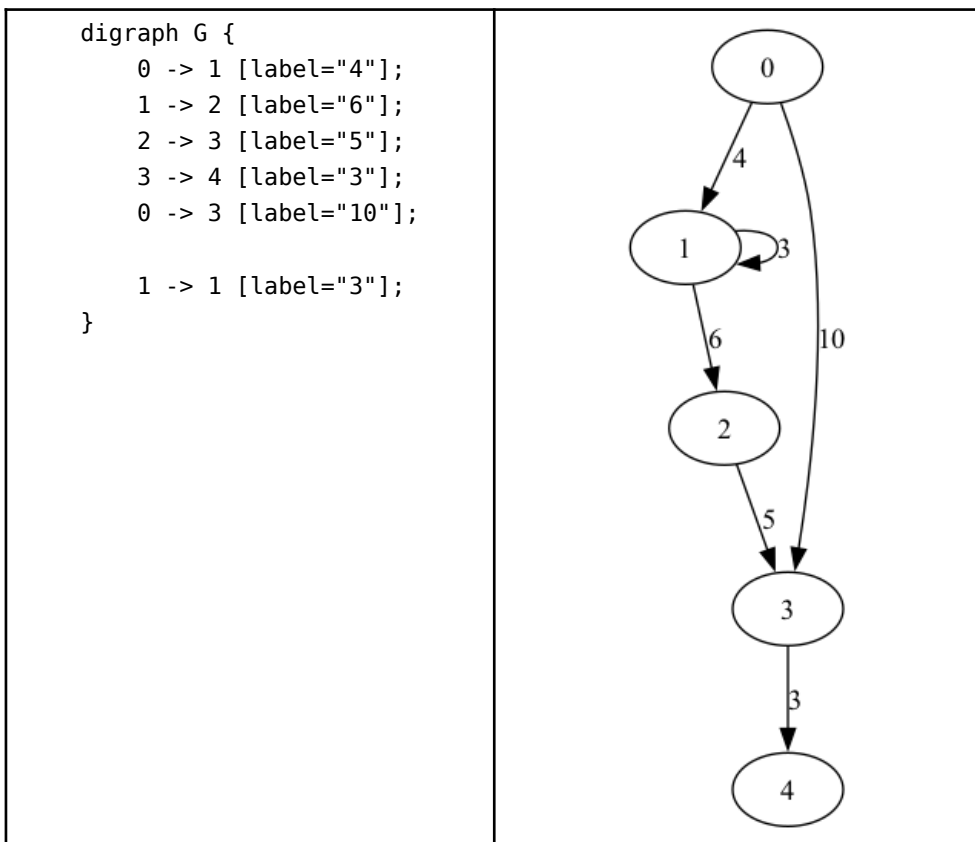 digraph G {
0 -> 1 [label="4"];
1 -> 2 [label="6"];
2 -> 3 [label="5"];
3 -> 4 [label="3"];
0 -> 3 [label="10"];
1 -> 1 [label="3"];
}
0
4
1
3
6
10
2
5
3
3
4